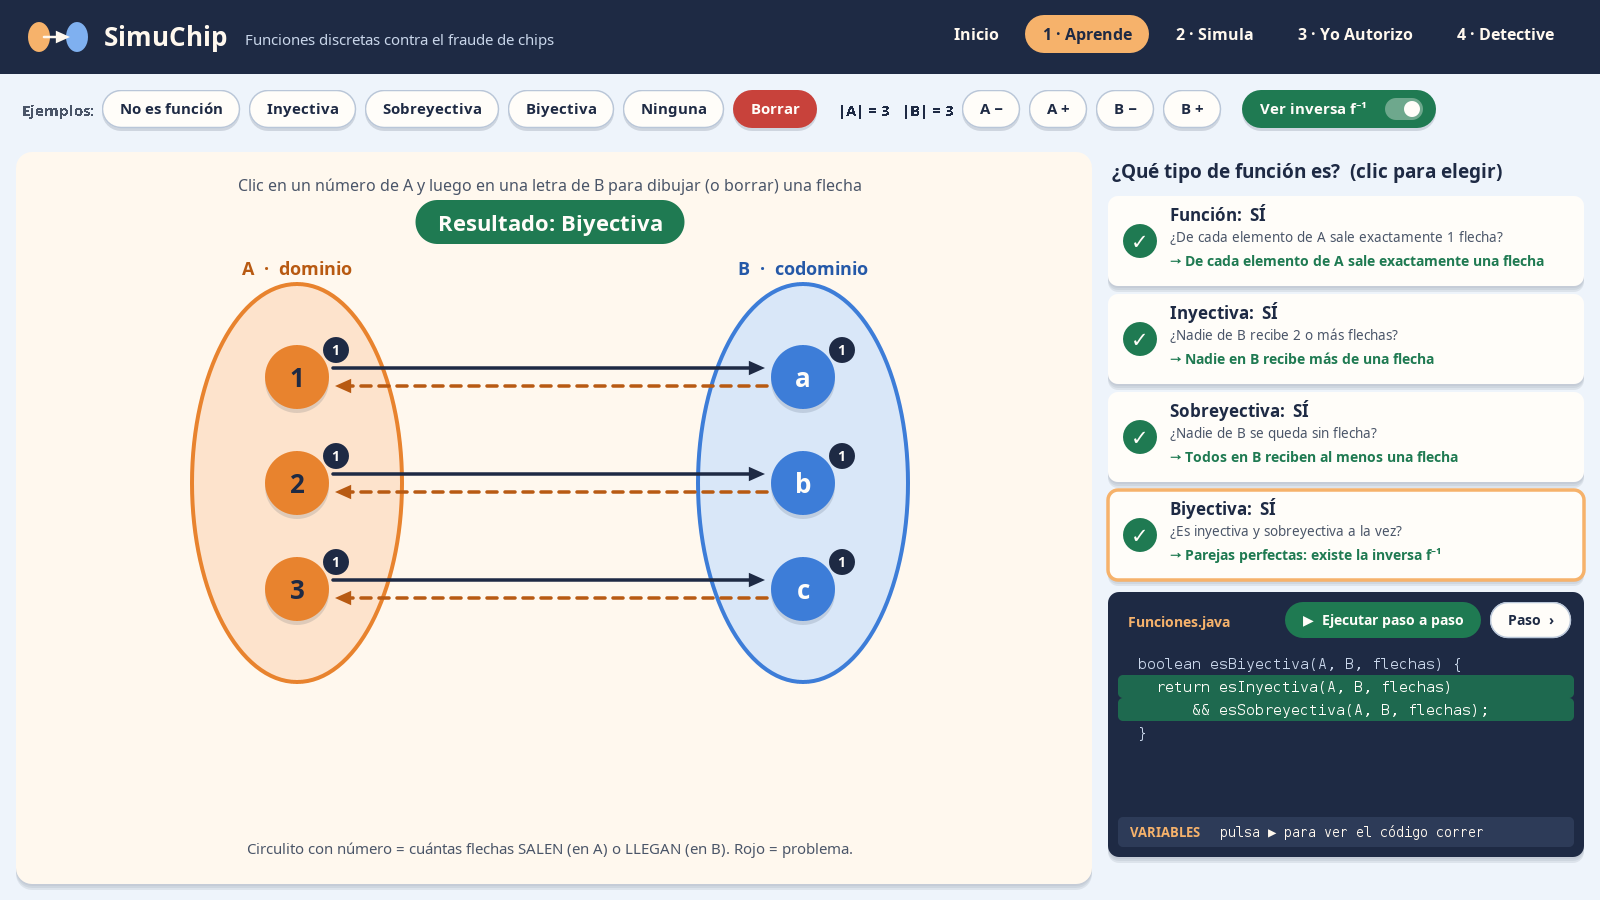 SimuChip
Funciones discretas contra el fraude de chips
Inicio
1 · Aprende
2 · Simula
3 · Yo Autorizo
4 · Detective
Ejemplos:
No es función
Inyectiva
Sobreyectiva
Biyectiva
Ninguna
Borrar
|A| = 3 |B| = 3
A −
A +
B −
B +
Ver inversa f⁻¹
Clic en un número de A y luego en una letra de B para dibujar (o borrar) una flecha
Resultado: Biyectiva
A · dominio
B · codominio
1
1
a
1
2
1
b
1
3
1
c
1
Circulito con número = cuántas flechas SALEN (en A) o LLEGAN (en B). Rojo = problema.
¿Qué tipo de función es? (clic para elegir)
✓
Función: SÍ
¿De cada elemento de A sale exactamente 1 flecha?
→ De cada elemento de A sale exactamente una flecha
✓
Inyectiva: SÍ
¿Nadie de B recibe 2 o más flechas?
→ Nadie en B recibe más de una flecha
✓
Sobreyectiva: SÍ
¿Nadie de B se queda sin flecha?
→ Todos en B reciben al menos una flecha
✓
Biyectiva: SÍ
¿Es inyectiva y sobreyectiva a la vez?
→ Parejas perfectas: existe la inversa f⁻¹
Funciones.java
▶ Ejecutar paso a paso
Paso ›
boolean esBiyectiva(A, B, flechas) {
return esInyectiva(A, B, flechas)
&& esSobreyectiva(A, B, flechas);
}
VARIABLES pulsa ▶ para ver el código correr